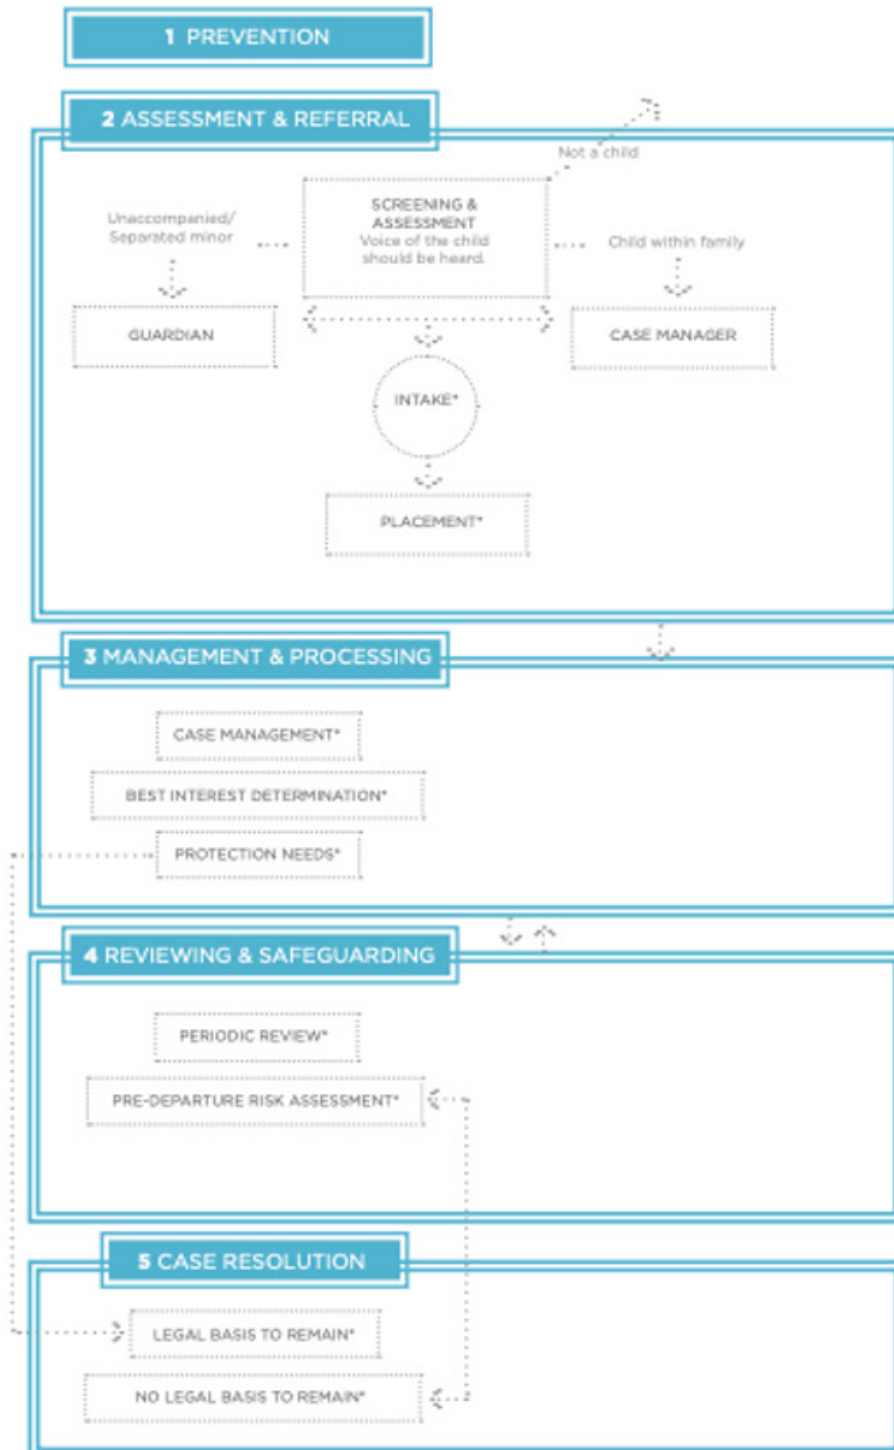 1 PREVENTION
2 ASSESSMENT & REFERRAL
Not a child
SCREENING &
ASSESSMENT
Voice of the child
should be heard.
Unaccompanied/
Separated minor
Child within family
GUARDIAN
CASE MANAGER
INTAKE*
PLACEMENT*
3 MANAGEMENT & PROCESSING
CASE MANAGEMENT*
BEST INTEREST DETERMINATION*
PROTECTION NEEDS*
4 REVIEWING & SAFEGUARDING
PERIODIC REVIEW*
PRE-DEPARTURE RISK ASSESSMENT*
5 CASE RESOLUTION
LEGAL BASIS TO REMAIN*
NO LEGAL BASIS TO REMAIN*